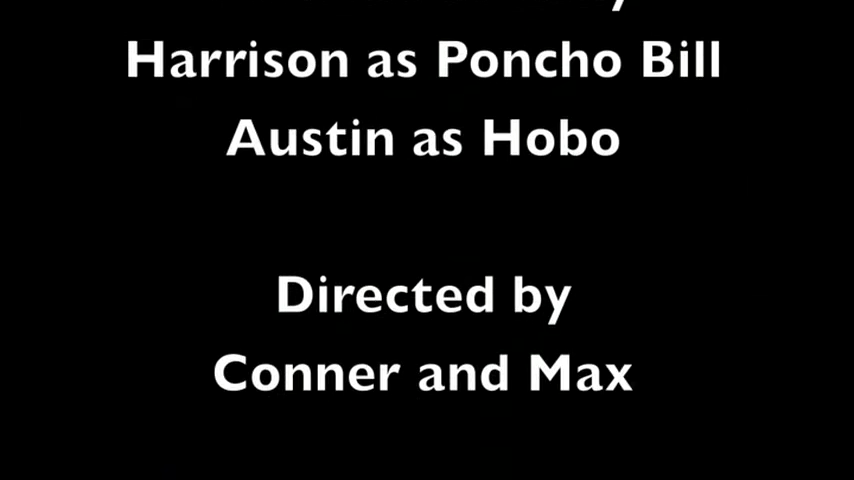 Harrison as Poncho Bill
Austin as Hobo
Directed by
Conner and Max